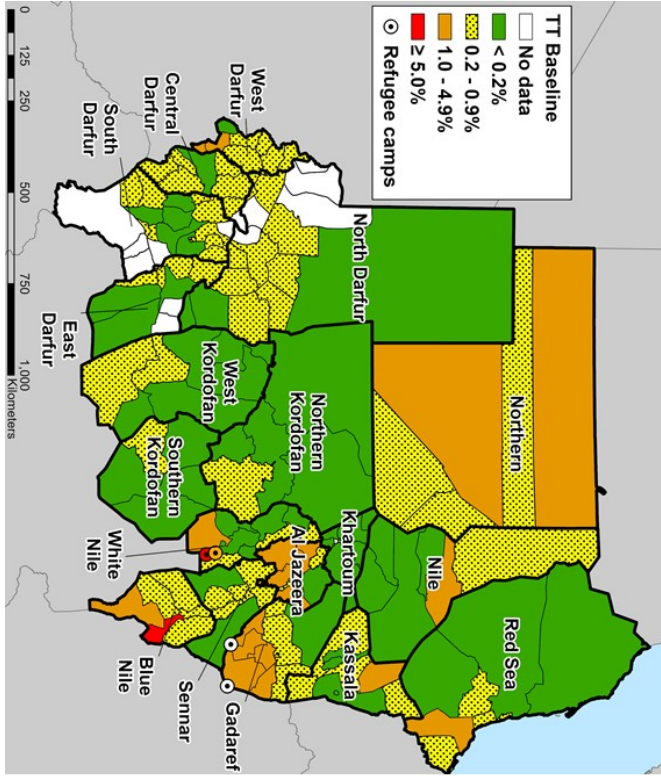 TT Baseline
No data
< 0.2%
0.2 - 0.9%
1.0 - 4.9%
≥ 5.0%
Refugee camps
Northern
Red Sea
Nile
North Darfur
Northern
Kordofan
Khartoum
Kassala
Al Jazeera
West
Darfur
Central
Darfur
South
Darfur
East
Darfur
West
Kordofan
Southern
Kordofan
White
Nile
Blue
Nile
Sennar
Gadaref
0 125 250 500 750 1,000
Kilometers